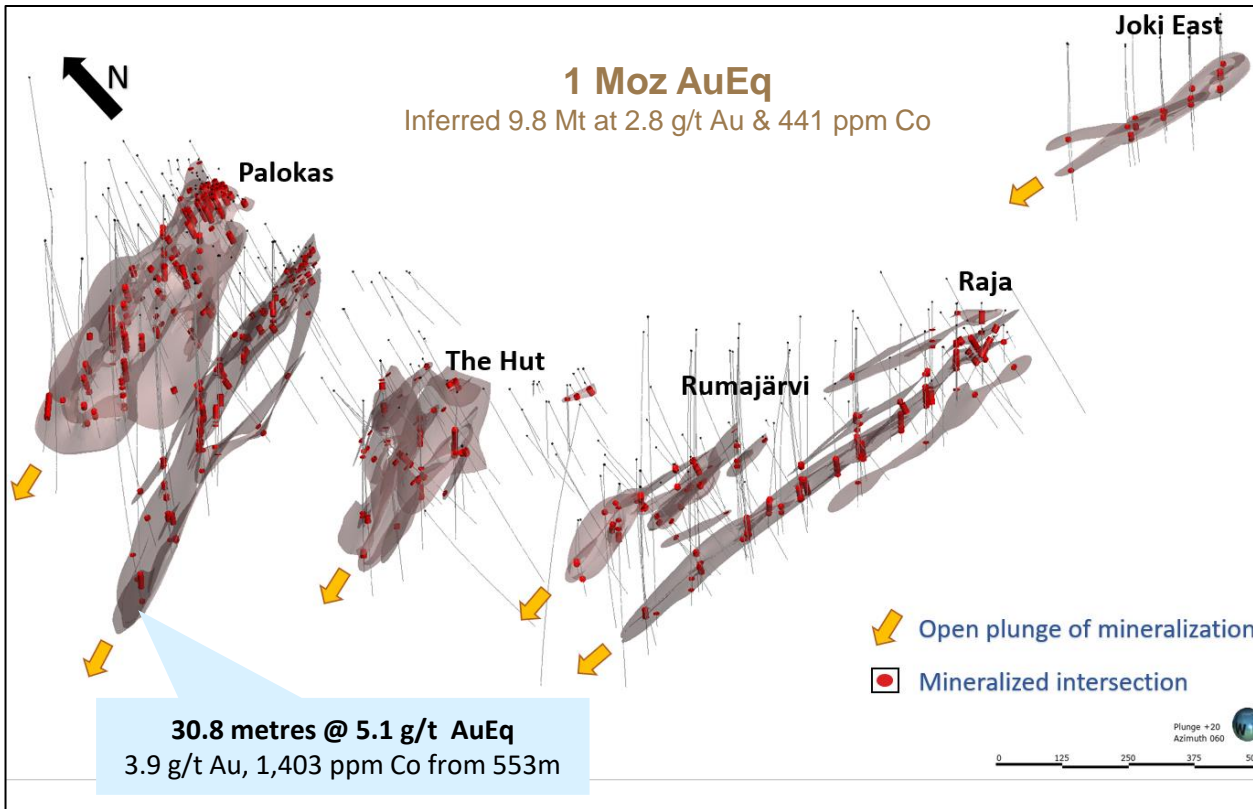 Joki East
N
1 Moz AuEq
Inferred 9.8 Mt at 2.8 g/t Au & 441 ppm Co
Palokas
Raja
The Hut
Rumajärvi
Open plunge of mineralization
Mineralized intersection
30.8 metres @ 5.1 g/t AuEq
3.9 g/t Au, 1,403 ppm Co from 553m
Plunge +20
W
Azimuth 060
0 125 250 375